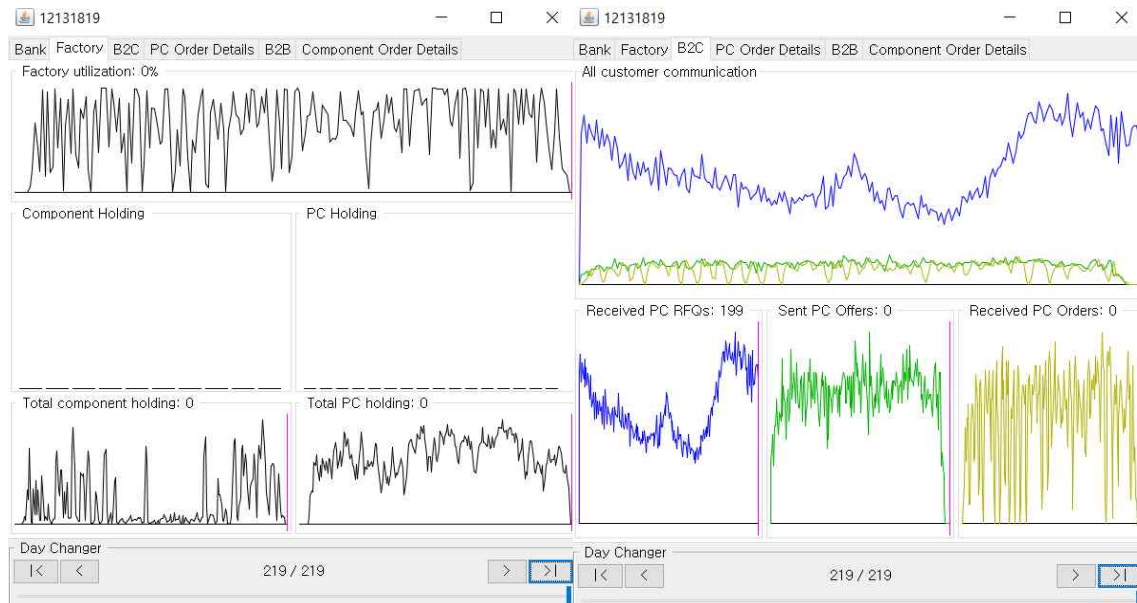 12131819
Bank Factory B2C PC Order Details B2B Component Order Details
Factory utilization: 0%
Component Holding
PC Holding
Total component holding: 0
Total PC holding: 0
Day Changer
|< < 219 / 219 > >|
12131819
Bank Factory B2C PC Order Details B2B Component Order Details
All customer communication
Received PC RFQs: 199
Sent PC Offers: 0
Received PC Orders: 0
Day Changer
|< < 219 / 219 > >|